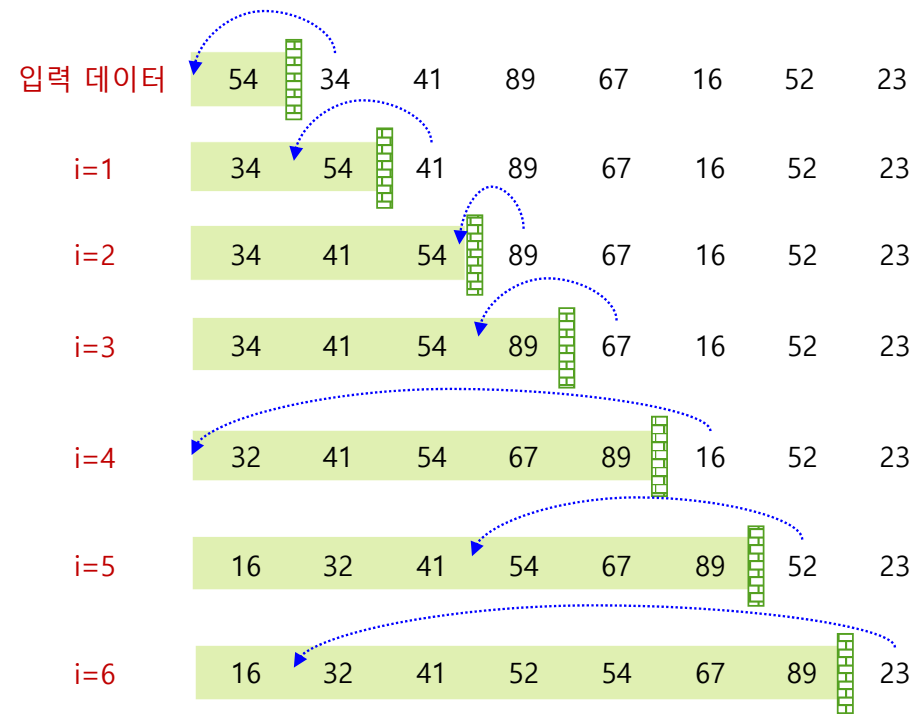 입력 데이터 54 34 41 89 67 16 52 23
i=1 34 54 41 89 67 16 52 23
i=2 34 41 54 89 67 16 52 23
i=3 34 41 54 89 67 16 52 23
i=4 32 41 54 67 89 16 52 23
i=5 16 32 41 54 67 89 52 23
i=6 16 32 41 52 54 67 89 23